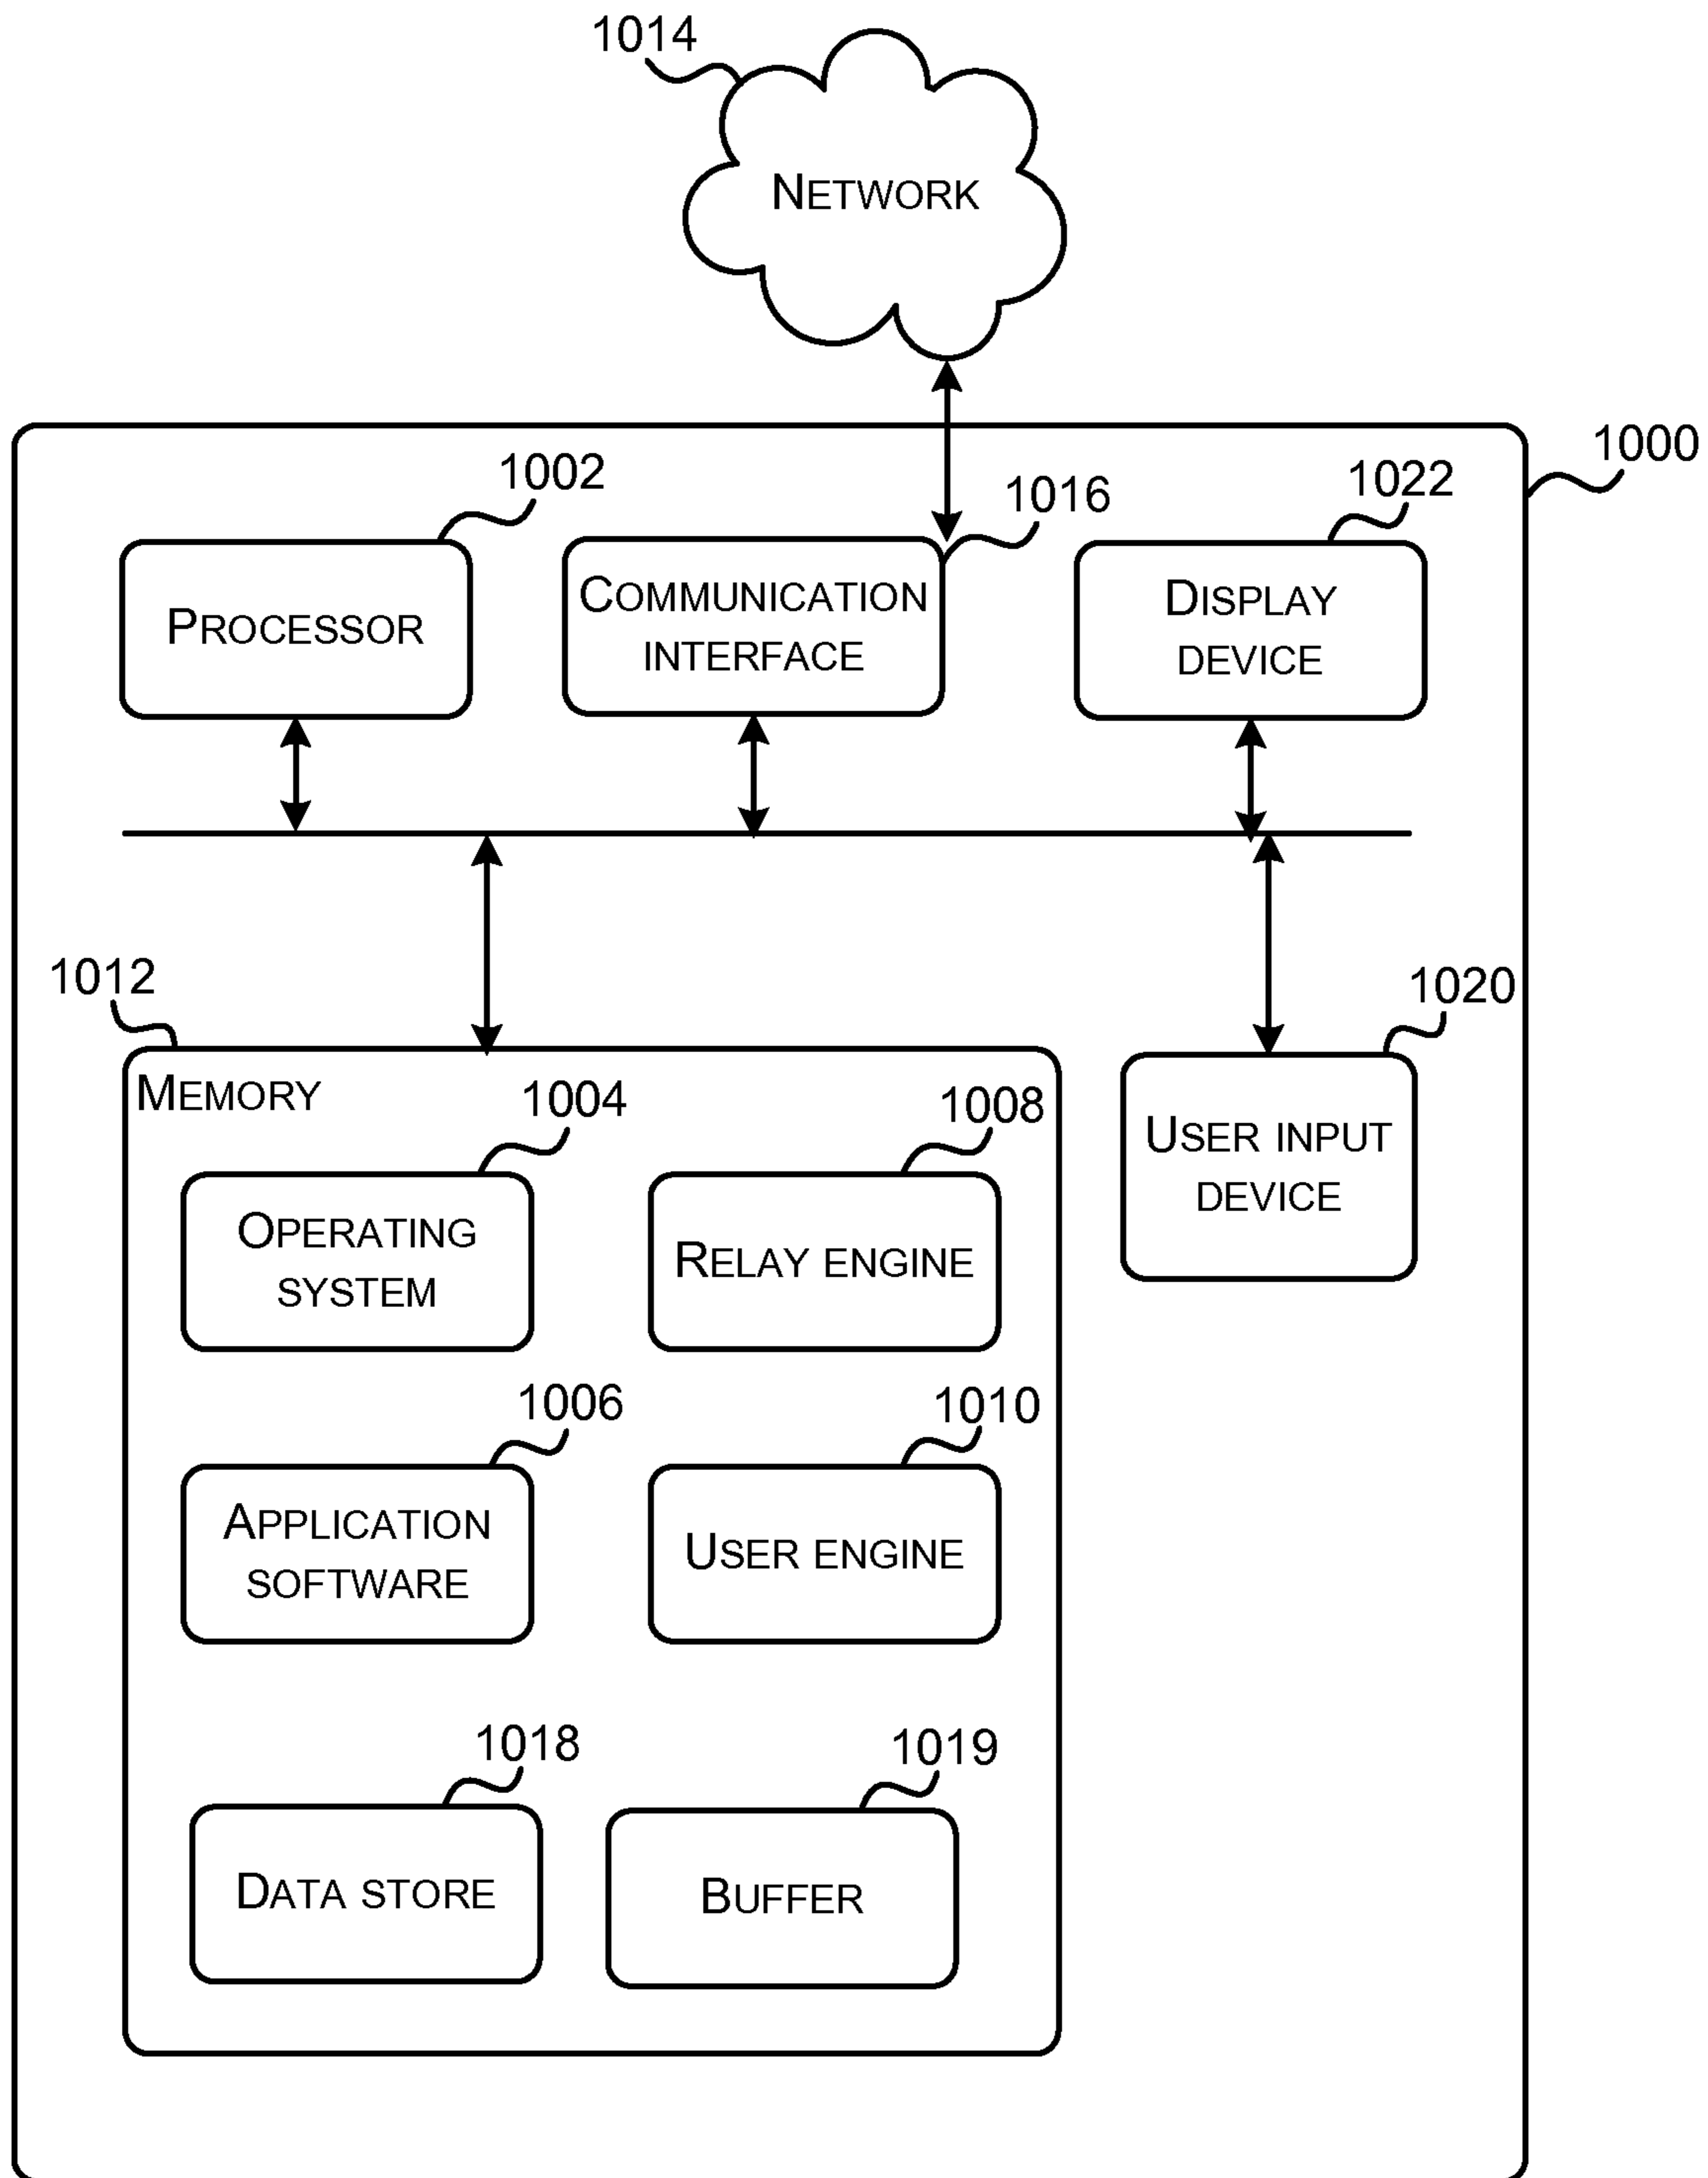 1014
NETWORK
1000
1002
1016
1022
PROCESSOR
COMMUNICATION
INTERFACE
DISPLAY
DEVICE
1012
1020
MEMORY
1004
1008
USER INPUT
DEVICE
OPERATING
SYSTEM
RELAY ENGINE
1006
1010
APPLICATION
SOFTWARE
USER ENGINE
1018
1019
DATA STORE
BUFFER